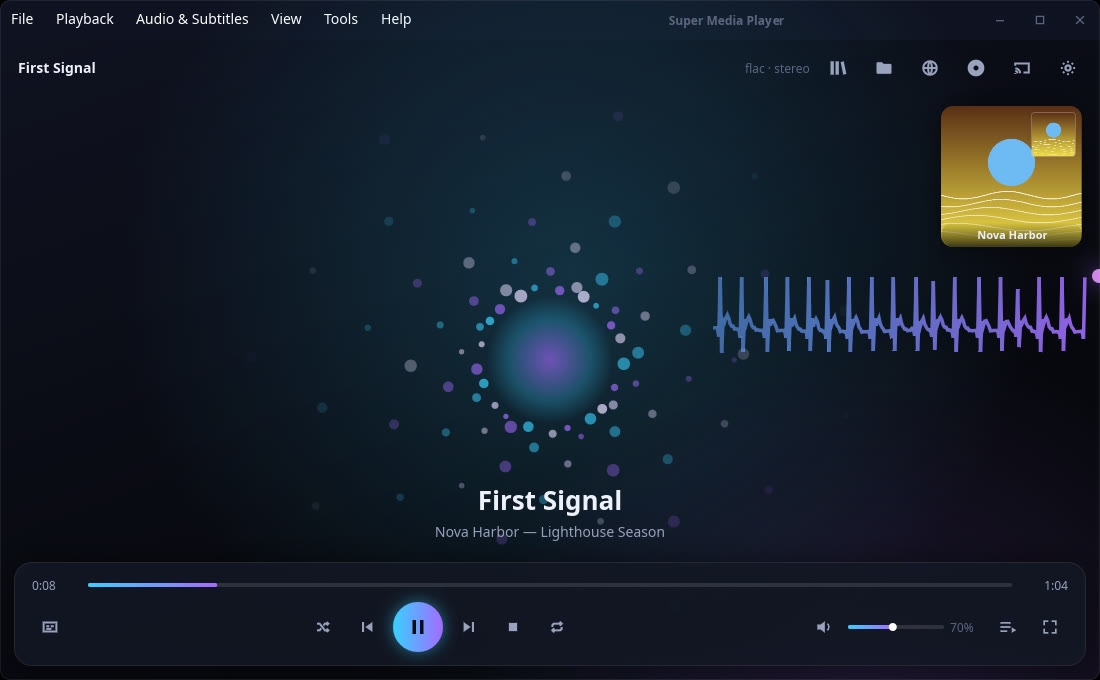 File Playback Audio & Subtitles View Tools Help Super Media Player
First Signal flac · stereo
Nova Harbor
First Signal
Nova Harbor — Lighthouse Season
0:08 1:04
70%